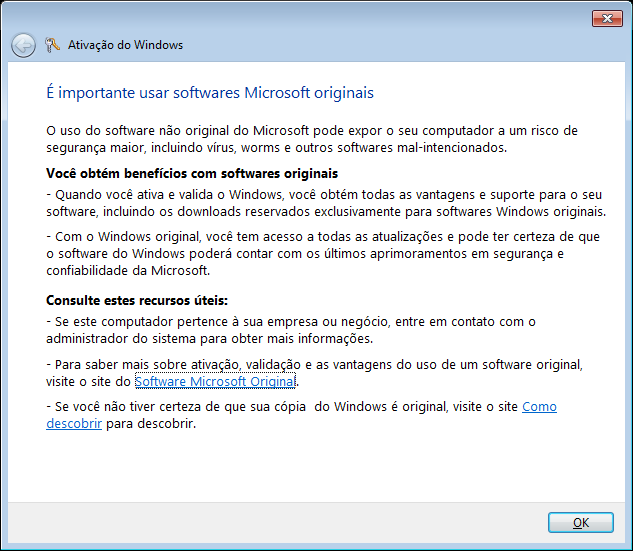 Ativação do Windows
É importante usar softwares Microsoft originais
O uso do software não original do Microsoft pode expor o seu computador a um risco de
segurança maior, incluindo vírus, worms e outros softwares mal-intencionados.
Você obtém benefícios com softwares originais
- Quando você ativa e valida o Windows, você obtém todas as vantagens e suporte para o seu
software, incluindo os downloads reservados exclusivamente para softwares Windows originais.
- Com o Windows original, você tem acesso a todas as atualizações e pode ter certeza de que
o software do Windows poderá contar com os últimos aprimoramentos em segurança e
confiabilidade da Microsoft.
Consulte estes recursos úteis:
- Se este computador pertence à sua empresa ou negócio, entre em contato com o
administrador do sistema para obter mais informações.
- Para saber mais sobre ativação, validação e as vantagens do uso de um software original,
visite o site do Software Microsoft Original.
- Se você não tiver certeza de que sua cópia  do Windows é original, visite o site Como
descobrir para descobrir.
OK